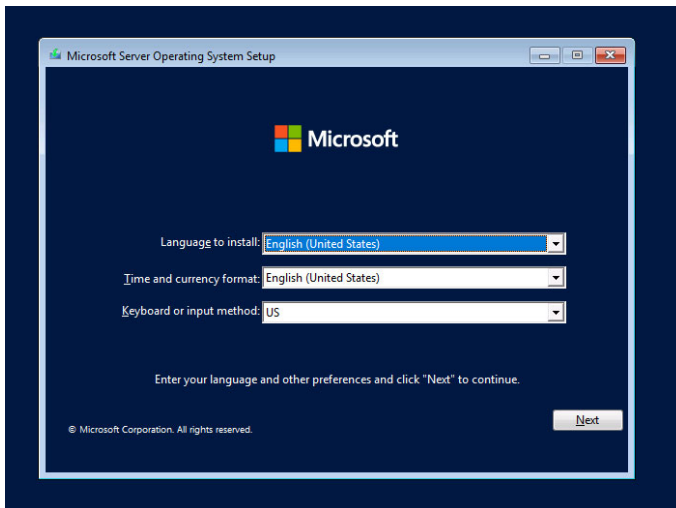 Microsoft Server Operating System Setup
Microsoft
Language to install: English (United States)
Time and currency format: English (United States)
Keyboard or input method: US
Enter your language and other preferences and click "Next" to continue.
Next
© Microsoft Corporation. All rights reserved.